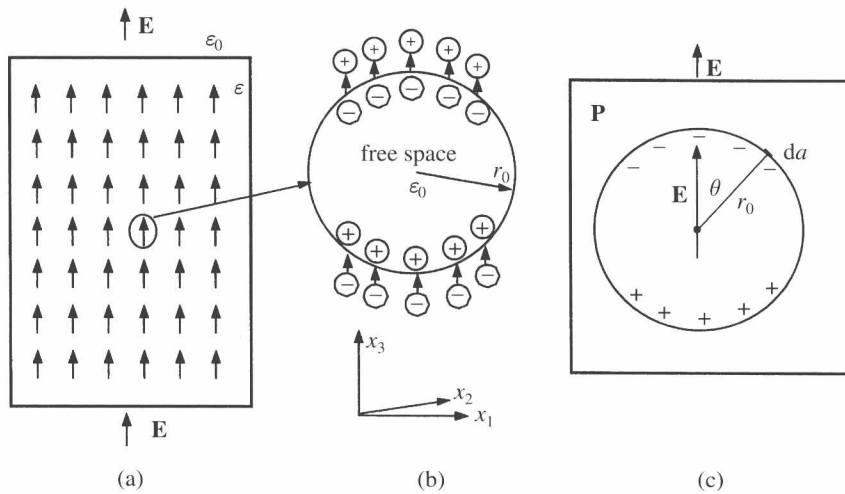 E
ε₀
ε
E
(a)
+ + + + +
− − − − −
free space
r₀
ε₀
+ + + + +
− − − − −
x₃
x₂
x₁
(b)
E
P
− − − − −
da
E
θ
r₀
+ + + + +
(c)